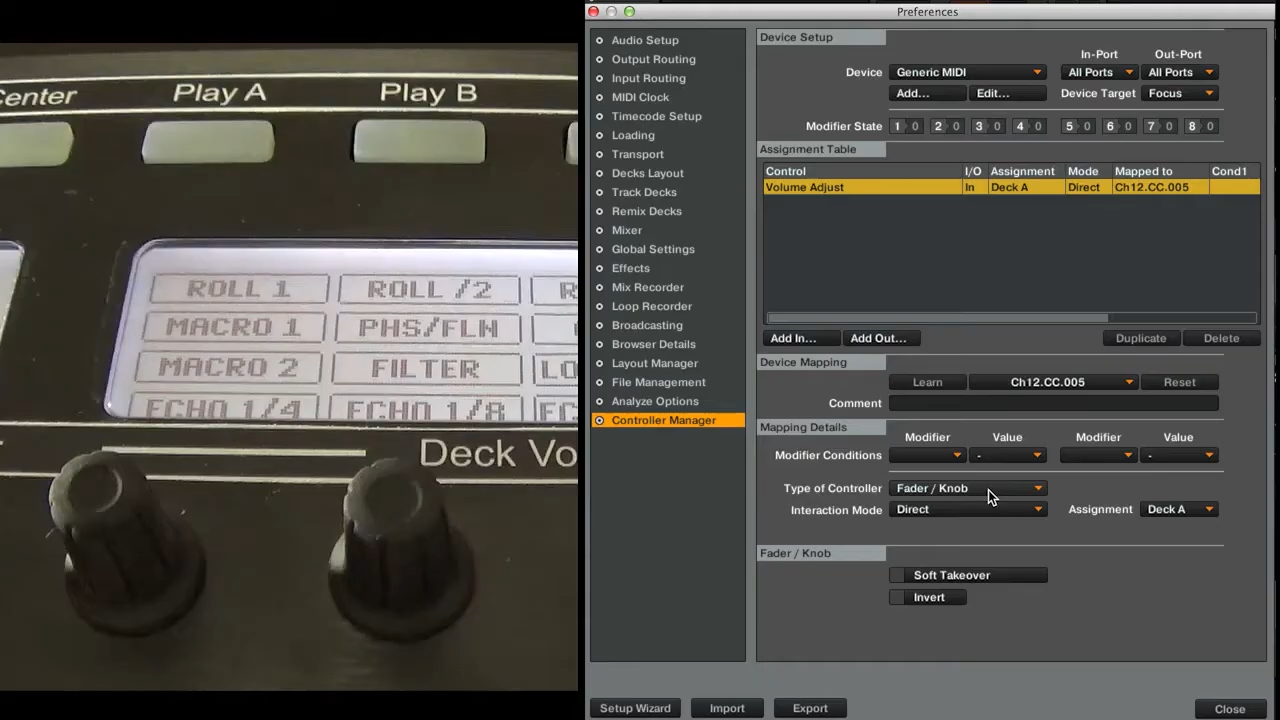 Center
Play A
Play B
ROLL 1
ROLL /2
MACRO 1
PHS/FLN
MACRO 2
FILTER
LO
ECHO 1/4
ECHO 1/8
Deck Vo
Preferences
Audio Setup
Output Routing
Input Routing
MIDI Clock
Timecode Setup
Loading
Transport
Decks Layout
Track Decks
Remix Decks
Mixer
Global Settings
Effects
Mix Recorder
Loop Recorder
Broadcasting
Browser Details
Layout Manager
File Management
Analyze Options
Controller Manager
Device Setup
In-Port
Out-Port
Device
Generic MIDI
All Ports
All Ports
Add...
Edit...
Device Target
Focus
Modifier State
1 0 2 0 3 0 4 0 5 0 6 0 7 0 8 0
Assignment Table
Control I/O Assignment Mode Mapped to Cond1
Volume Adjust In Deck A Direct Ch12.CC.005
Add In...
Add Out...
Duplicate
Delete
Device Mapping
Learn
Ch12.CC.005
Reset
Comment
Mapping Details
Modifier
Value
Modifier
Value
Modifier Conditions
-
-
Type of Controller
Fader / Knob
Interaction Mode
Direct
Assignment
Deck A
Fader / Knob
Soft Takeover
Invert
Setup Wizard
Import
Export
Close